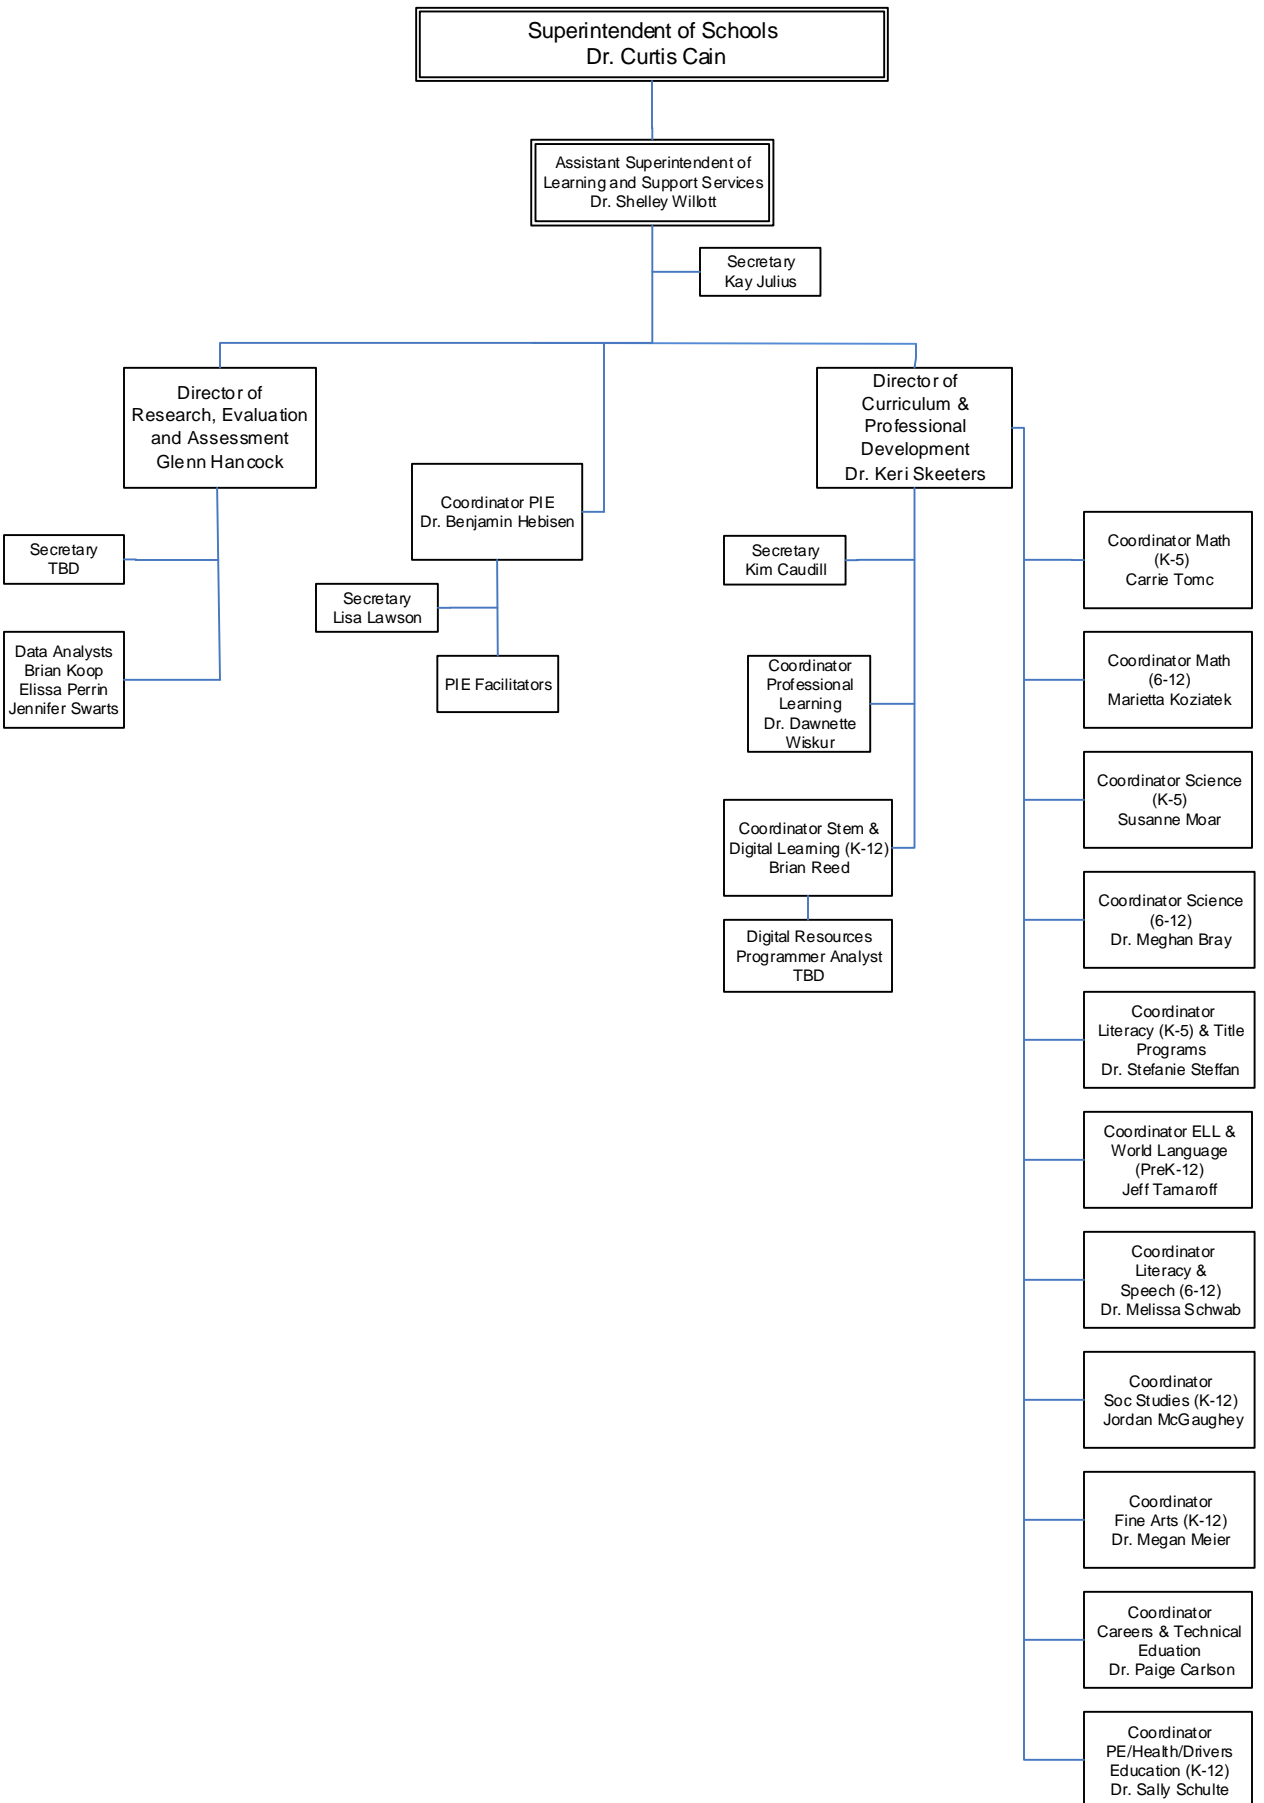 Superintendent of Schools
Dr. Curtis Cain
Assistant Superintendent of
Learning and Support Services
Dr. Shelley Willott
Secretary
Kay Julius
Director of
Research, Evaluation
and Assessment
Glenn Hancock
Secretary
TBD
Data Analysts
Brian Koop
Elissa Perrin
Jennifer Swarts
Coordinator PIE
Dr. Benjamin Hebisen
Secretary
Lisa Lawson
PIE Facilitators
Director of
Curriculum &
Professional
Development
Dr. Keri Skeeters
Secretary
Kim Caudill
Coordinator
Professional
Learning
Dr. Dawnette
Wiskur
Coordinator Stem &
Digital Learning (K-12)
Brian Reed
Digital Resources
Programmer Analyst
TBD
Coordinator Math
(K-5)
Carrie Tomc
Coordinator Math
(6-12)
Marietta Koziatek
Coordinator Science
(K-5)
Susanne Moar
Coordinator Science
(6-12)
Dr. Meghan Bray
Coordinator
Literacy (K-5) & Title
Programs
Dr. Stefanie Steffan
Coordinator ELL &
World Language
(PreK-12)
Jeff Tamaroff
Coordinator
Literacy &
Speech (6-12)
Dr. Melissa Schwab
Coordinator
Soc Studies (K-12)
Jordan McGaughey
Coordinator
Fine Arts (K-12)
Dr. Megan Meier
Coordinator
Careers & Technical
Eduation
Dr. Paige Carlson
Coordinator
PE/Health/Drivers
Education (K-12)
Dr. Sally Schulte